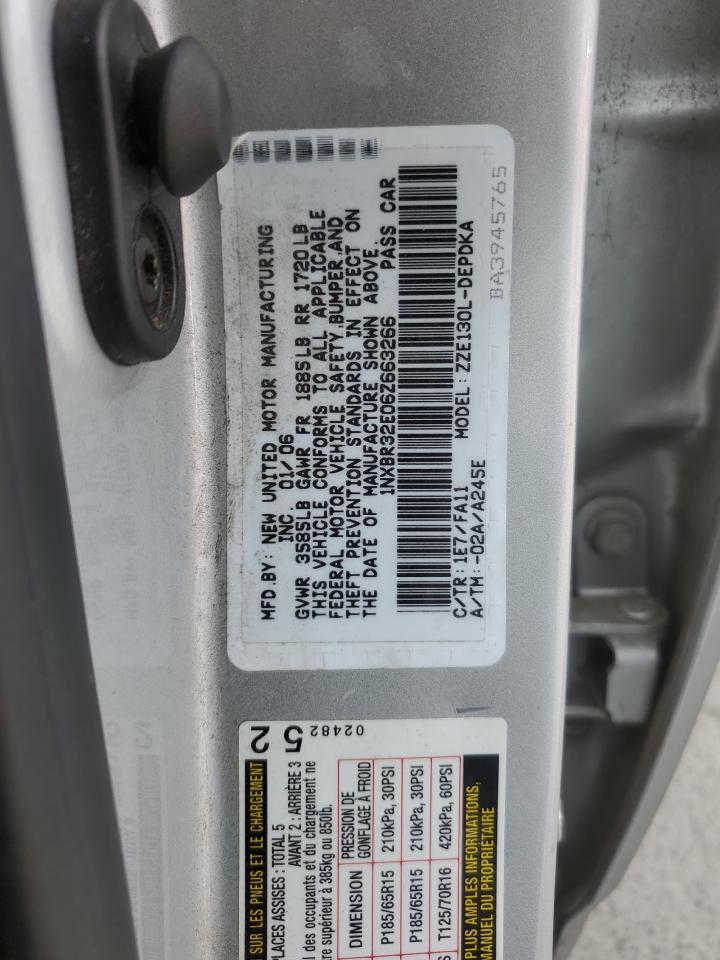 MFD.BY: NEW UNITED MOTOR MANUFACTURING
INC. 01/06
GVWR 3585LB GAWR FR 1885LB RR 1720LB
THIS VEHICLE CONFORMS TO ALL APPLICABLE
FEDERAL MOTOR VEHICLE SAFETY,BUMPER,AND
THEFT PREVENTION STANDARDS IN EFFECT ON
THE DATE OF MANUFACTURE SHOWN ABOVE.
1NXBR32E06Z663266 PASS CAR
C/TR:1E7/FA11 MODEL:ZZE130L-DEPDKA
A/TM:-02A/A245E
BA3945765
SUR LES PNEUS ET LE CHARGEMENT 2
PLACES ASSISES : TOTAL 5 AVANT 2 : ARRIÈRE 3 5
02482
des occupants et du chargement ne
supérieur à 385kg ou 850lb.
DIMENSION PRESSION DE GONFLAGE À FROID
P185/65R15 210kPa, 30PSI
P185/65R15 210kPa, 30PSI
T125/70R16 420kPa, 60PSI
PLUS AMPLES INFORMATIONS,
MANUEL DU PROPRIÉTAIRE